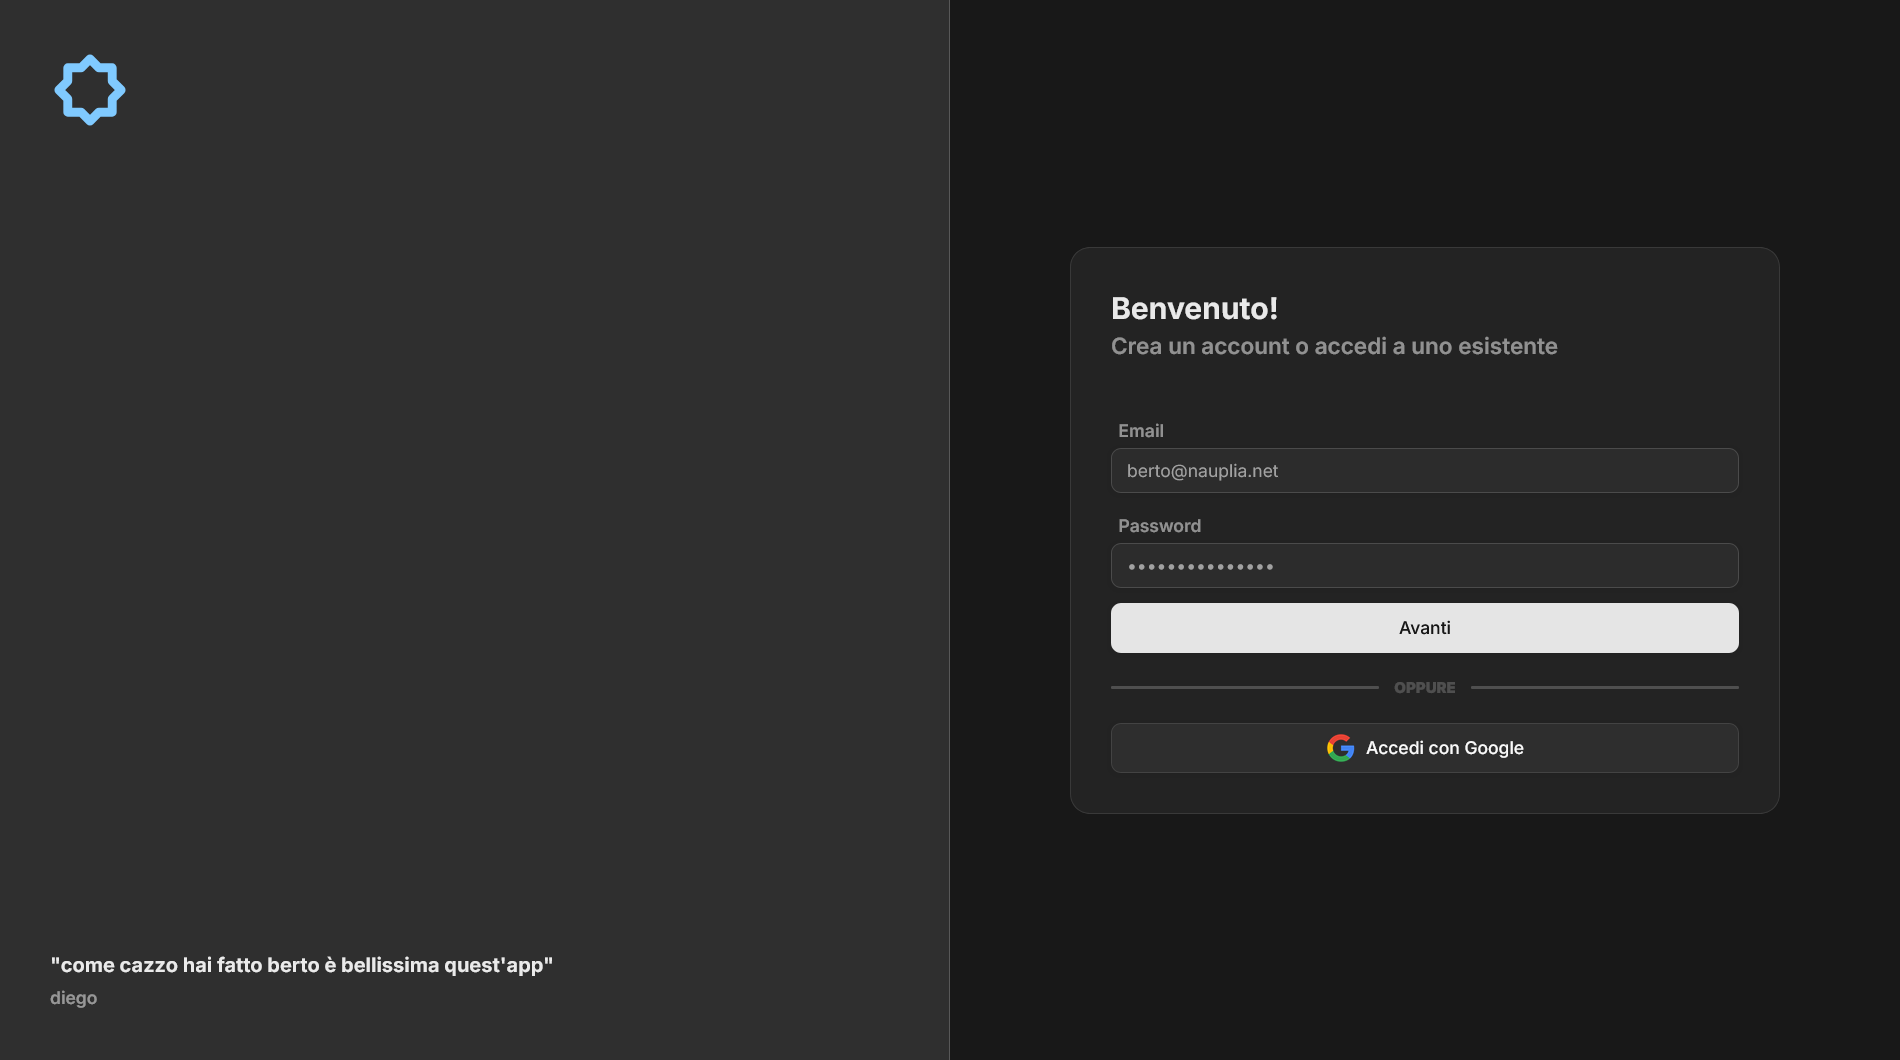 "come cazzo hai fatto berto è bellissima quest'app"
diego
Benvenuto!
Crea un account o accedi a uno esistente
Email
berto@nauplia.net
Password
•••••••••••••••
Avanti
OPPURE
Accedi con Google